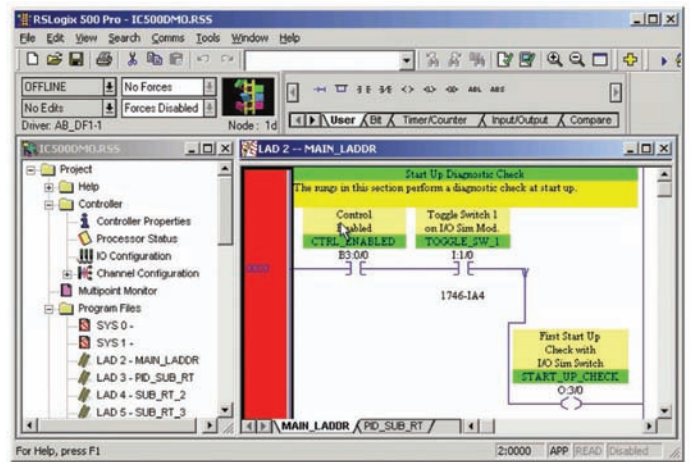 RSLogix 500 Pro - IC500DMO.RSS
File Edit View Search Comms Tools Window Help
OFFLINE No Forces
No Edits Forces Disabled
Driver: AB_DF1-1 Node: 1d
ABL ABS
User Bit Timer/Counter Input/Output Compare
IC500DMO.RSS
Project
Help
Controller
Controller Properties
Processor Status
IO Configuration
Channel Configuration
Multipoint Monitor
Program Files
SYS 0 -
SYS 1 -
LAD 2 - MAIN_LADDR
LAD 3 - PID_SUB_RT
LAD 4 - SUB_RT_2
LAD 5 - SUB_RT_3
LAD 2 -- MAIN_LADDR
Start Up Diagnostic Check
The rungs in this section perform a diagnostic check at start up.
Control
Enabled
CTRL_ENABLED
B3:0/0
Toggle Switch 1
on I/O Sim Mod.
TOGGLE_SW_1
I:1/0
0000
1746-IA4
First Start Up
Check with
I/O Sim Switch
START_UP_CHECK
O:3/0
MAIN_LADDR PID_SUB_RT
For Help, press F1
2:0000 APP READ Disabled